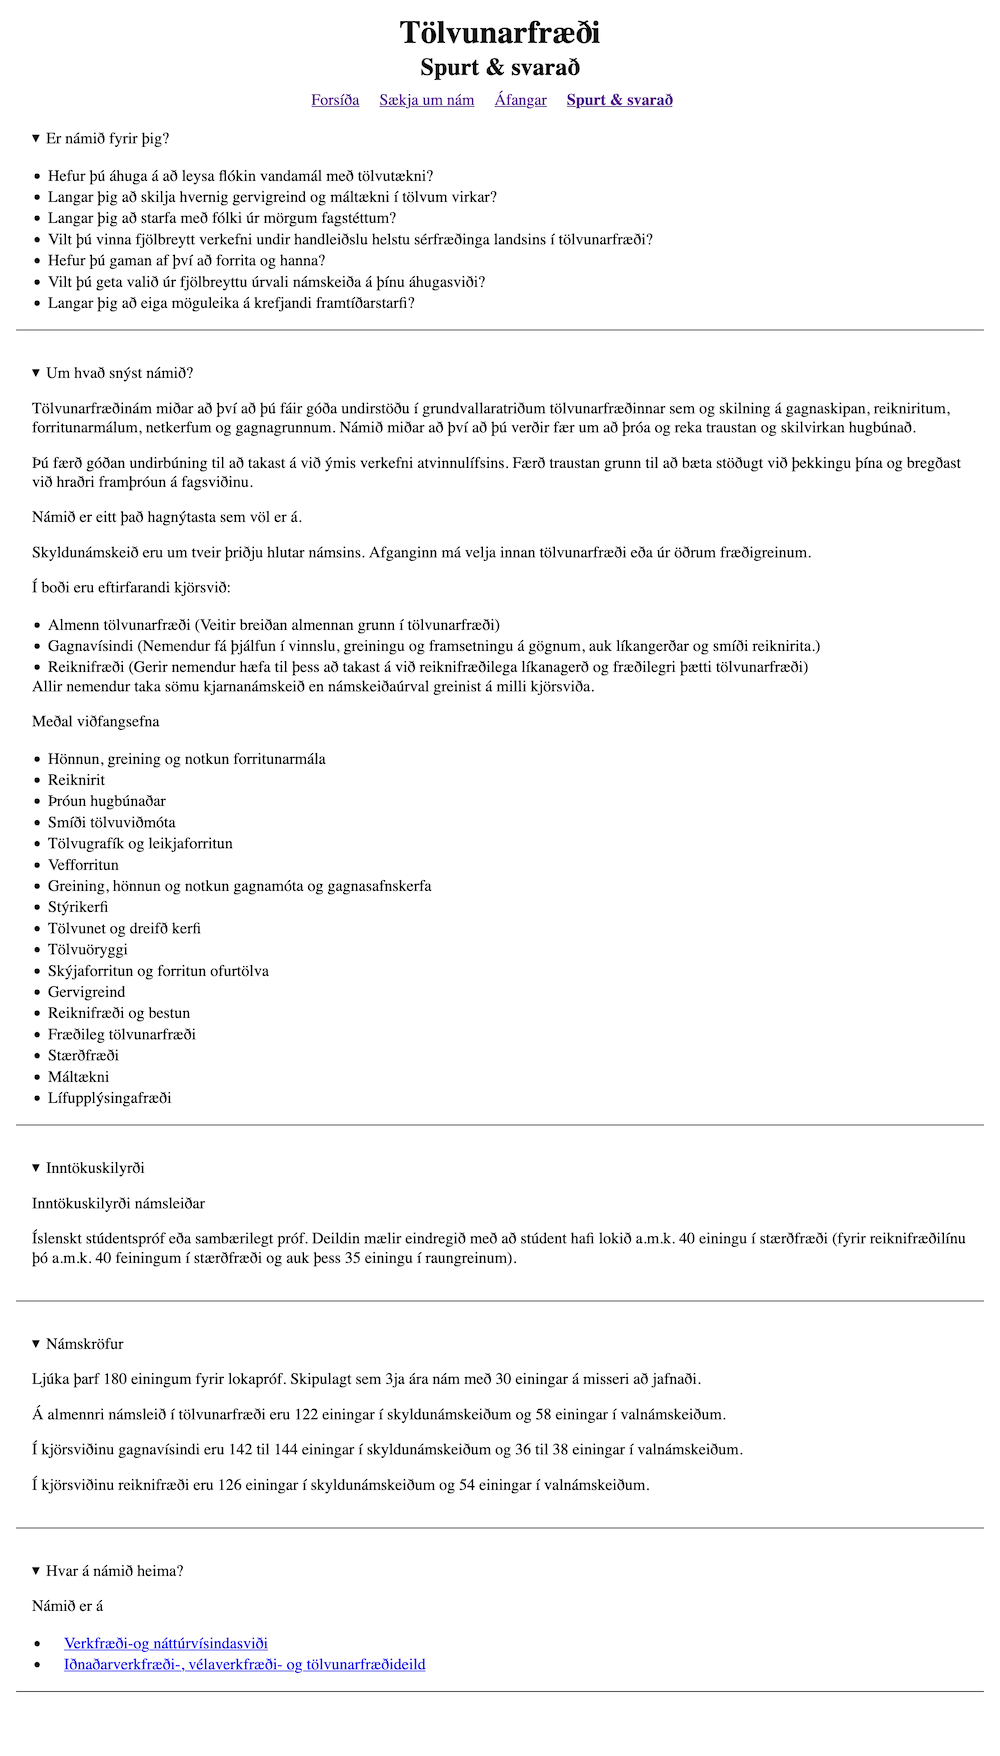 Tölvunarfræði
Spurt & svarað
Forsíða Sækja um nám Áfangar Spurt & svarað
▼ Er námið fyrir þig?
• Hefur þú áhuga á að leysa flókin vandamál með tölvutækni?
• Langar þig að skilja hvernig gervigreind og máltækni í tölvum virkar?
• Langar þig að starfa með fólki úr mörgum fagstéttum?
• Vilt þú vinna fjölbreytt verkefni undir handleiðslu helstu sérfræðinga landsins í tölvunarfræði?
• Hefur þú gaman af því að forrita og hanna?
• Vilt þú geta valið úr fjölbreyttu úrvali námskeiða á þínu áhugasviði?
• Langar þig að eiga möguleika á krefjandi framtíðarstarfi?
▼ Um hvað snýst námið?
Tölvunarfræðinám miðar að því að þú fáir góða undirstöðu í grundvallaratriðum tölvunarfræðinnar sem og skilning á gagnaskipan, reikniritum,
forritunarmálum, netkerfum og gagnagrunnum. Námið miðar að því að þú verðir fær um að þróa og reka traustan og skilvirkan hugbúnað.
Þú færð góðan undirbúning til að takast á við ýmis verkefni atvinnulífsins. Færð traustan grunn til að bæta stöðugt við þekkingu þína og bregðast
við hraðri framþróun á fagsviðinu.
Námið er eitt það hagnýtasta sem völ er á.
Skyldunámskeið eru um tveir þriðju hlutar námsins. Afganginn má velja innan tölvunarfræði eða úr öðrum fræðigreinum.
Í boði eru eftirfarandi kjörsvið:
• Almenn tölvunarfræði (Veitir breiðan almennan grunn í tölvunarfræði)
• Gagnavísindi (Nemendur fá þjálfun í vinnslu, greiningu og framsetningu á gögnum, auk líkangerðar og smíði reiknirita.)
• Reiknifræði (Gerir nemendur hæfa til þess að takast á við reiknifræðilega líkanagerð og fræðilegri þætti tölvunarfræði)
Allir nemendur taka sömu kjarnanámskeið en námskeiðaúrval greinist á milli kjörsviða.
Meðal viðfangsefna
• Hönnun, greining og notkun forritunarmála
• Reiknirit
• Þróun hugbúnaðar
• Smíði tölvuviðmóta
• Tölvugrafík og leikjaforritun
• Vefforritun
• Greining, hönnun og notkun gagnamóta og gagnasafnskerfa
• Stýrikerfi
• Tölvunet og dreifð kerfi
• Tölvuöryggi
• Skýjaforritun og forritun ofurtölva
• Gervigreind
• Reiknifræði og bestun
• Fræðileg tölvunarfræði
• Stærðfræði
• Máltækni
• Lífupplýsingafræði
▼ Inntökuskilyrði
Inntökuskilyrði námsleiðar
Íslenskt stúdentspróf eða sambærilegt próf. Deildin mælir eindregið með að stúdent hafi lokið a.m.k. 40 einingu í stærðfræði (fyrir reiknifræðilínu
þó a.m.k. 40 feiningum í stærðfræði og auk þess 35 einingu í raungreinum).
▼ Námskröfur
Ljúka þarf 180 einingum fyrir lokapróf. Skipulagt sem 3ja ára nám með 30 einingar á misseri að jafnaði.
Á almennri námsleið í tölvunarfræði eru 122 einingar í skyldunámskeiðum og 58 einingar í valnámskeiðum.
Í kjörsviðinu gagnavísindi eru 142 til 144 einingar í skyldunámskeiðum og 36 til 38 einingar í valnámskeiðum.
Í kjörsviðinu reiknifræði eru 126 einingar í skyldunámskeiðum og 54 einingar í valnámskeiðum.
▼ Hvar á námið heima?
Námið er á
• Verkfræði-og náttúrvísindasviði
• Iðnaðarverkfræði-, vélaverkfræði- og tölvunarfræðideild